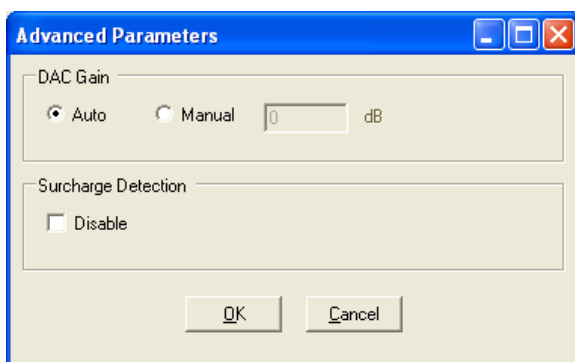 Advanced Parameters
DAC Gain
Auto Manual 0 dB
Surcharge Detection
Disable
OK Cancel